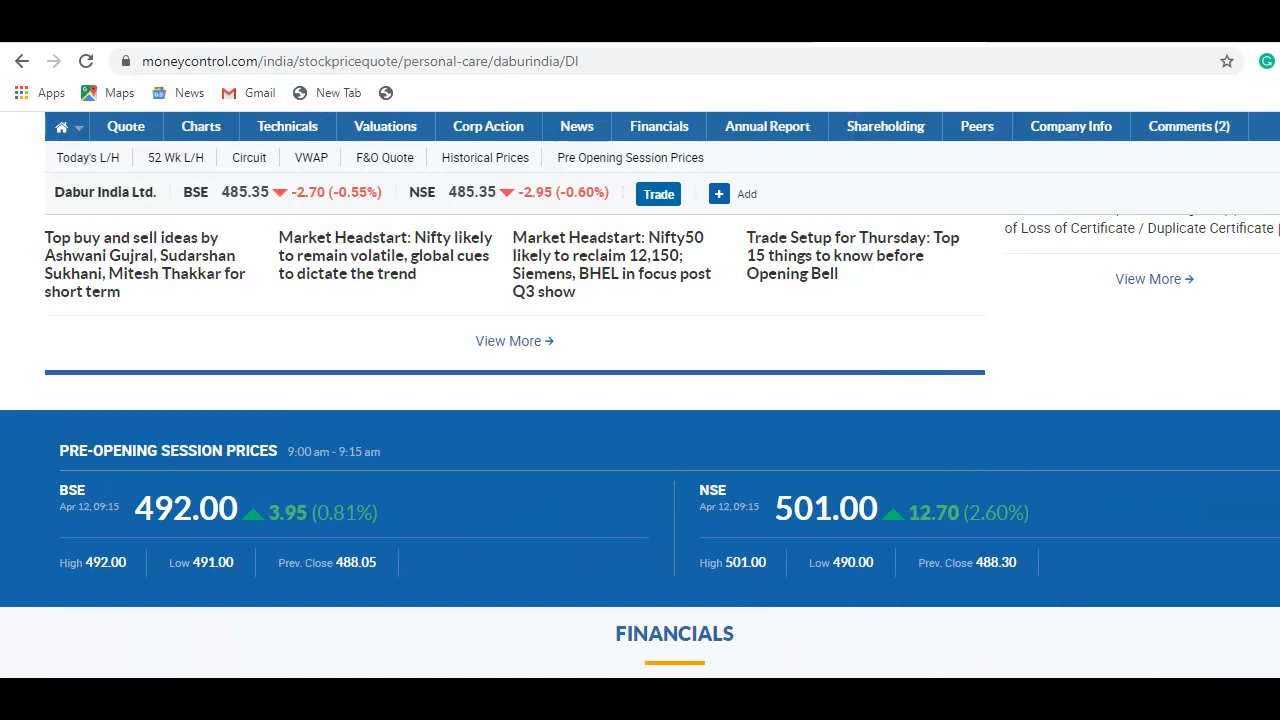 moneycontrol.com/india/stockpricequote/personal-care/daburindia/DI
Apps Maps News Gmail New Tab
Quote Charts Technicals Valuations Corp Action News Financials Annual Report Shareholding Peers Company Info Comments (2)
Today's L/H 52 Wk L/H Circuit VWAP F&O Quote Historical Prices Pre Opening Session Prices
Dabur India Ltd. BSE 485.35 -2.70 (-0.55%) NSE 485.35 -2.95 (-0.60%) Trade + Add
Top buy and sell ideas by
Ashwani Gujral, Sudarshan
Sukhani, Mitesh Thakkar for
short term
Market Headstart: Nifty likely
to remain volatile, global cues
to dictate the trend
Market Headstart: Nifty50
likely to reclaim 12,150;
Siemens, BHEL in focus post
Q3 show
Trade Setup for Thursday: Top
15 things to know before
Opening Bell
of Loss of Certificate / Duplicate Certificate |
View More →
View More →
PRE-OPENING SESSION PRICES 9:00 am - 9:15 am
BSE
Apr 12, 09:15
492.00 3.95 (0.81%)
High 492.00 Low 491.00 Prev. Close 488.05
NSE
Apr 12, 09:15
501.00 12.70 (2.60%)
High 501.00 Low 490.00 Prev. Close 488.30
FINANCIALS